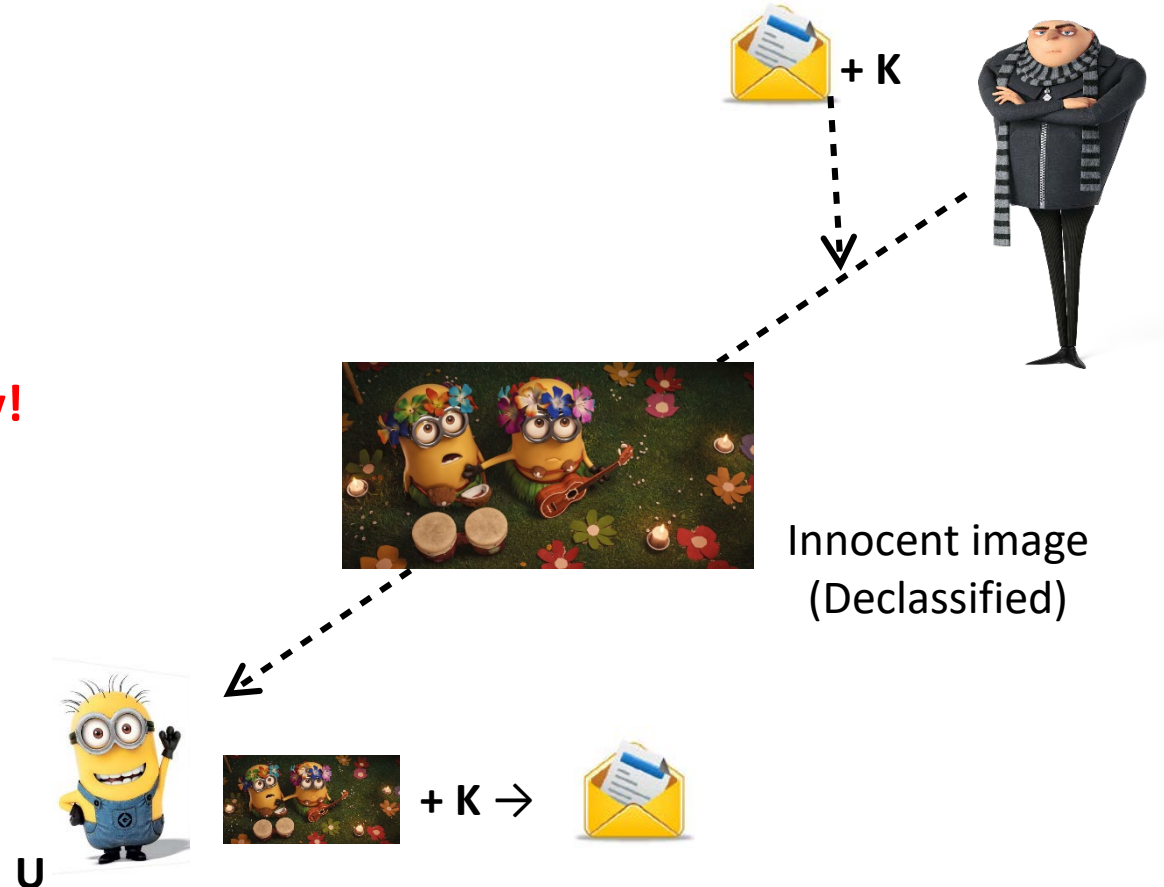 + K
y!
Innocent image
(Declassified)
+ K →
U